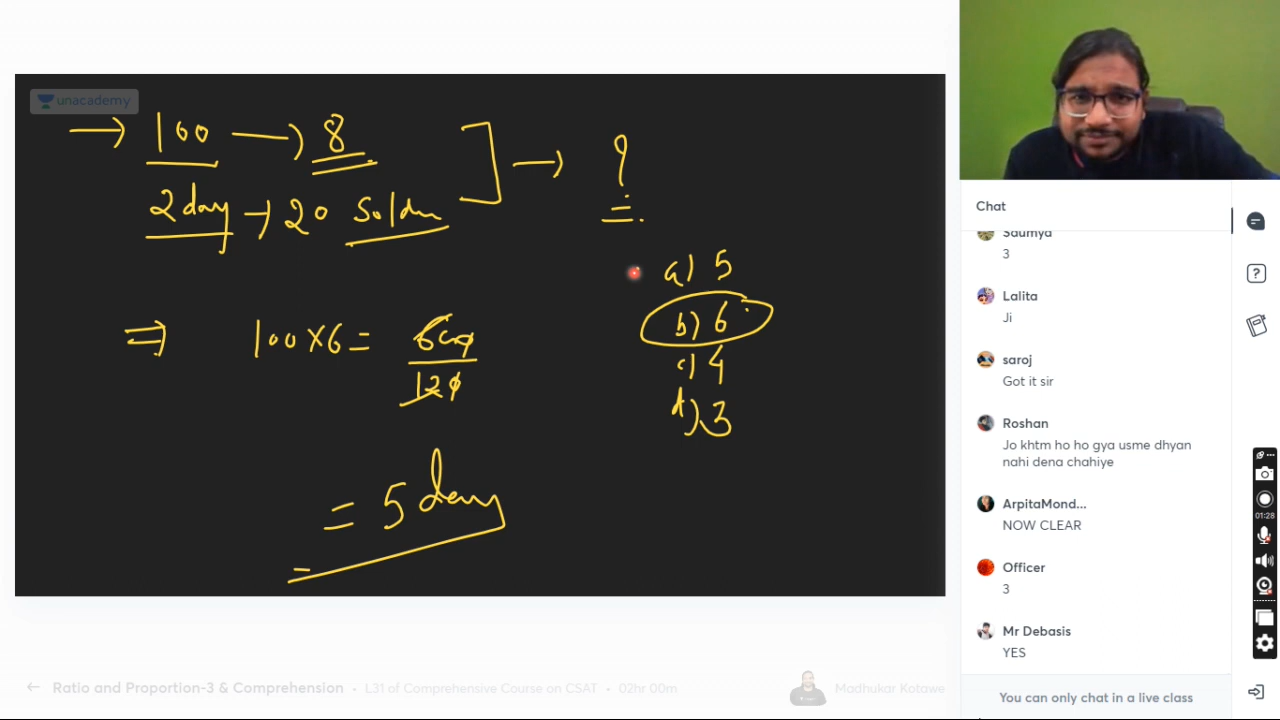 unacademy
→ 100 → 8
2 day → 20 Solder
→ ?
a) 5
b) 6
c) 4
d) 3
⇒ 100×6 = 600
120
= 5 day
=
← Ratio and Proportion-3 & Comprehension • L31 of Comprehensive Course on CSAT • 02hr 00m
Madhukar Kotawe
Chat
Saumya
3
Lalita
Ji
saroj
Got it sir
Roshan
Jo khtm ho ho gya usme dhyan
nahi dena chahiye
ArpitaMond...
NOW CLEAR
Officer
3
Mr Debasis
YES
You can only chat in a live class
01:28